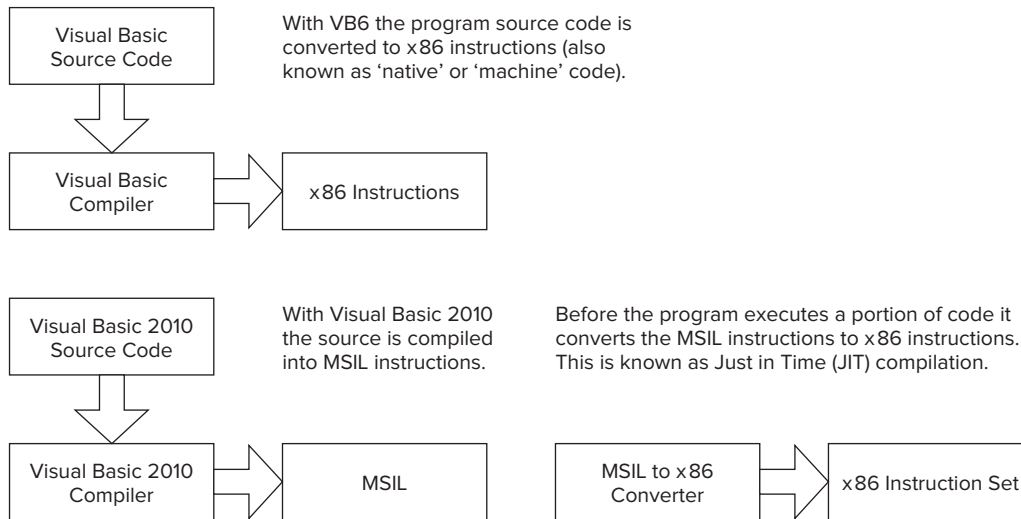 Visual Basic
Source Code
With VB6 the program source code is
converted to x86 instructions (also
known as ‘native’ or ‘machine’ code).
Visual Basic
Compiler
x86 Instructions
Visual Basic 2010
Source Code
With Visual Basic 2010
the source is compiled
into MSIL instructions.
Before the program executes a portion of code it
converts the MSIL instructions to x86 instructions.
This is known as Just in Time (JIT) compilation.
Visual Basic 2010
Compiler
MSIL
MSIL to x86
Converter
x86 Instruction Set